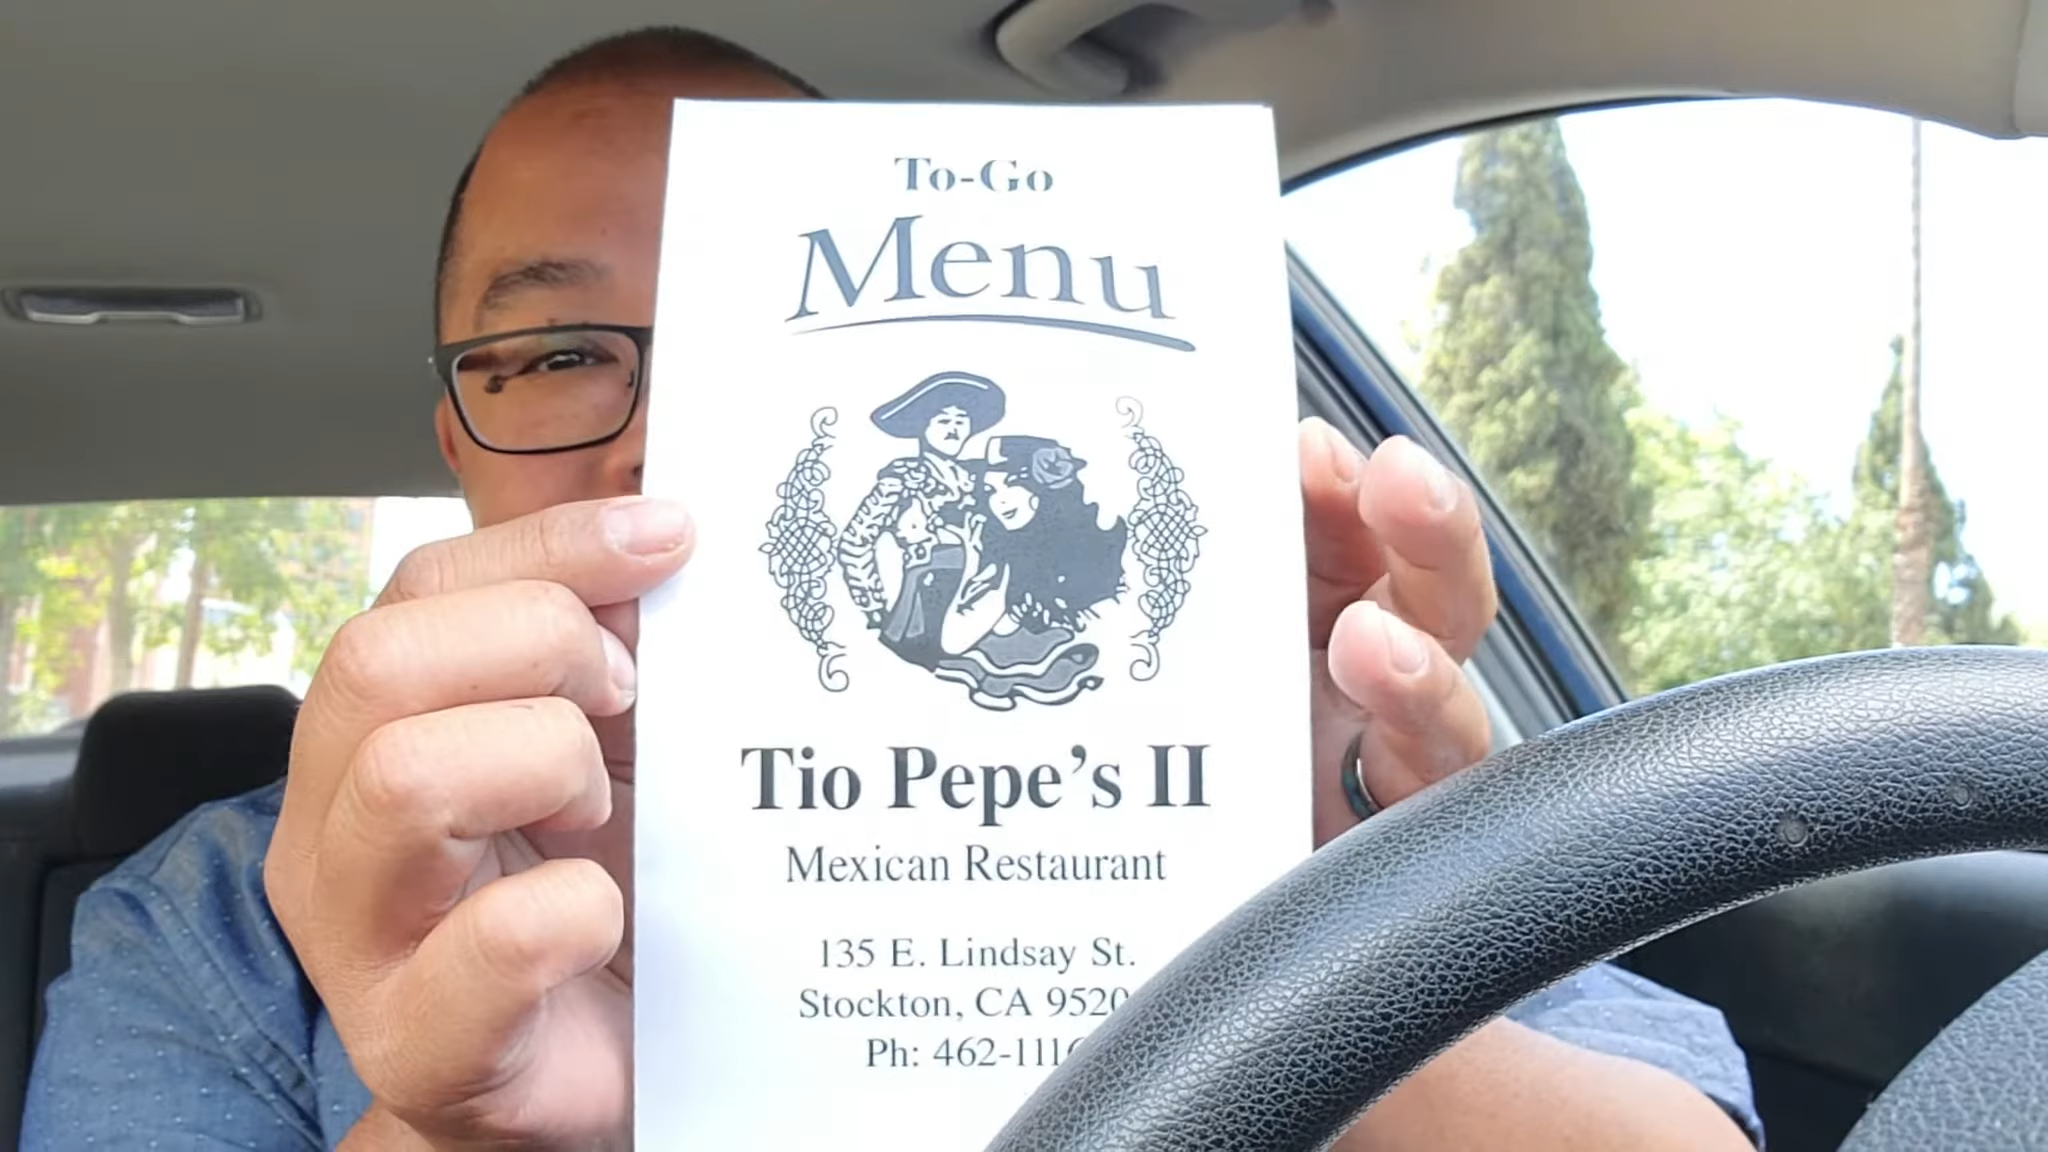 To-Go
Menu
Tio Pepe's II
Mexican Restaurant
135 E. Lindsay St.
Stockton, CA
Ph: